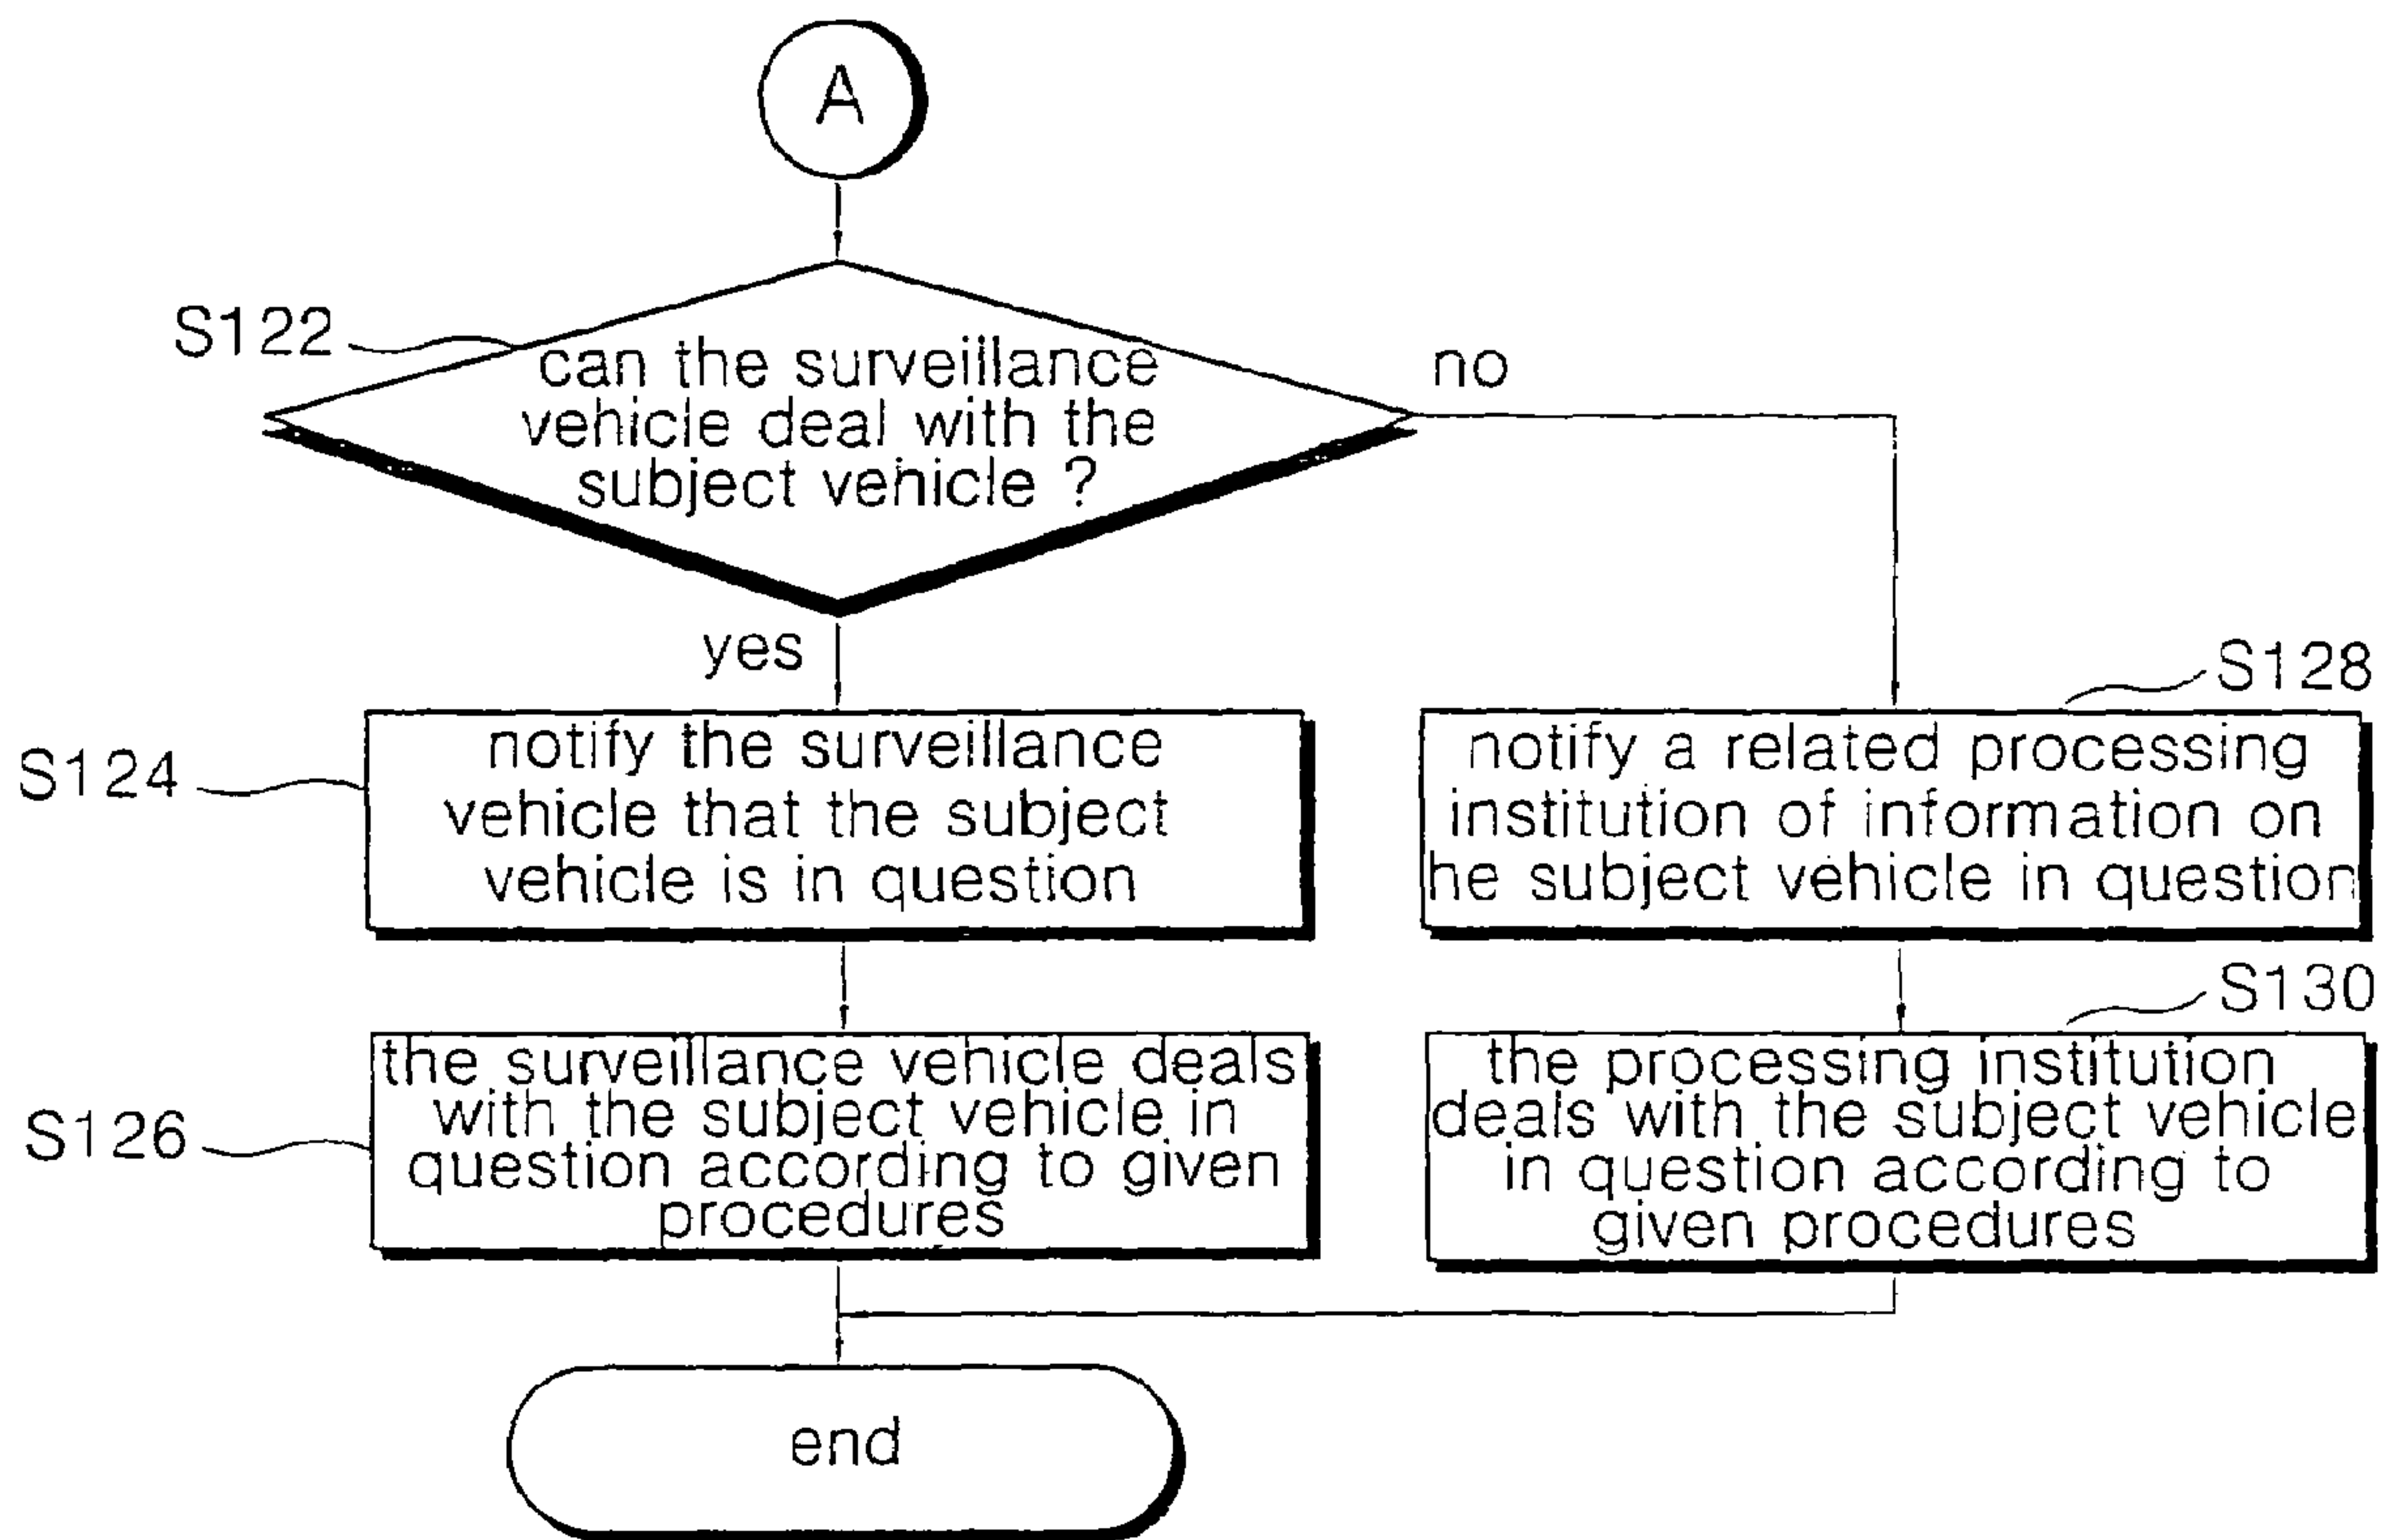 A
S122
can the surveillance
vehicle deal with the
subject vehicle ?
no
yes
S124
notify the surveillance
vehicle that the subject
vehicle is in question
S128
notify a related processing
institution of information on
he subject vehicle in question
S126
the surveillance vehicle deals
with the subject vehicle in
question according to given
procedures
S130
the processing institution
deals with the subject vehicle
in question according to
given procedures
end